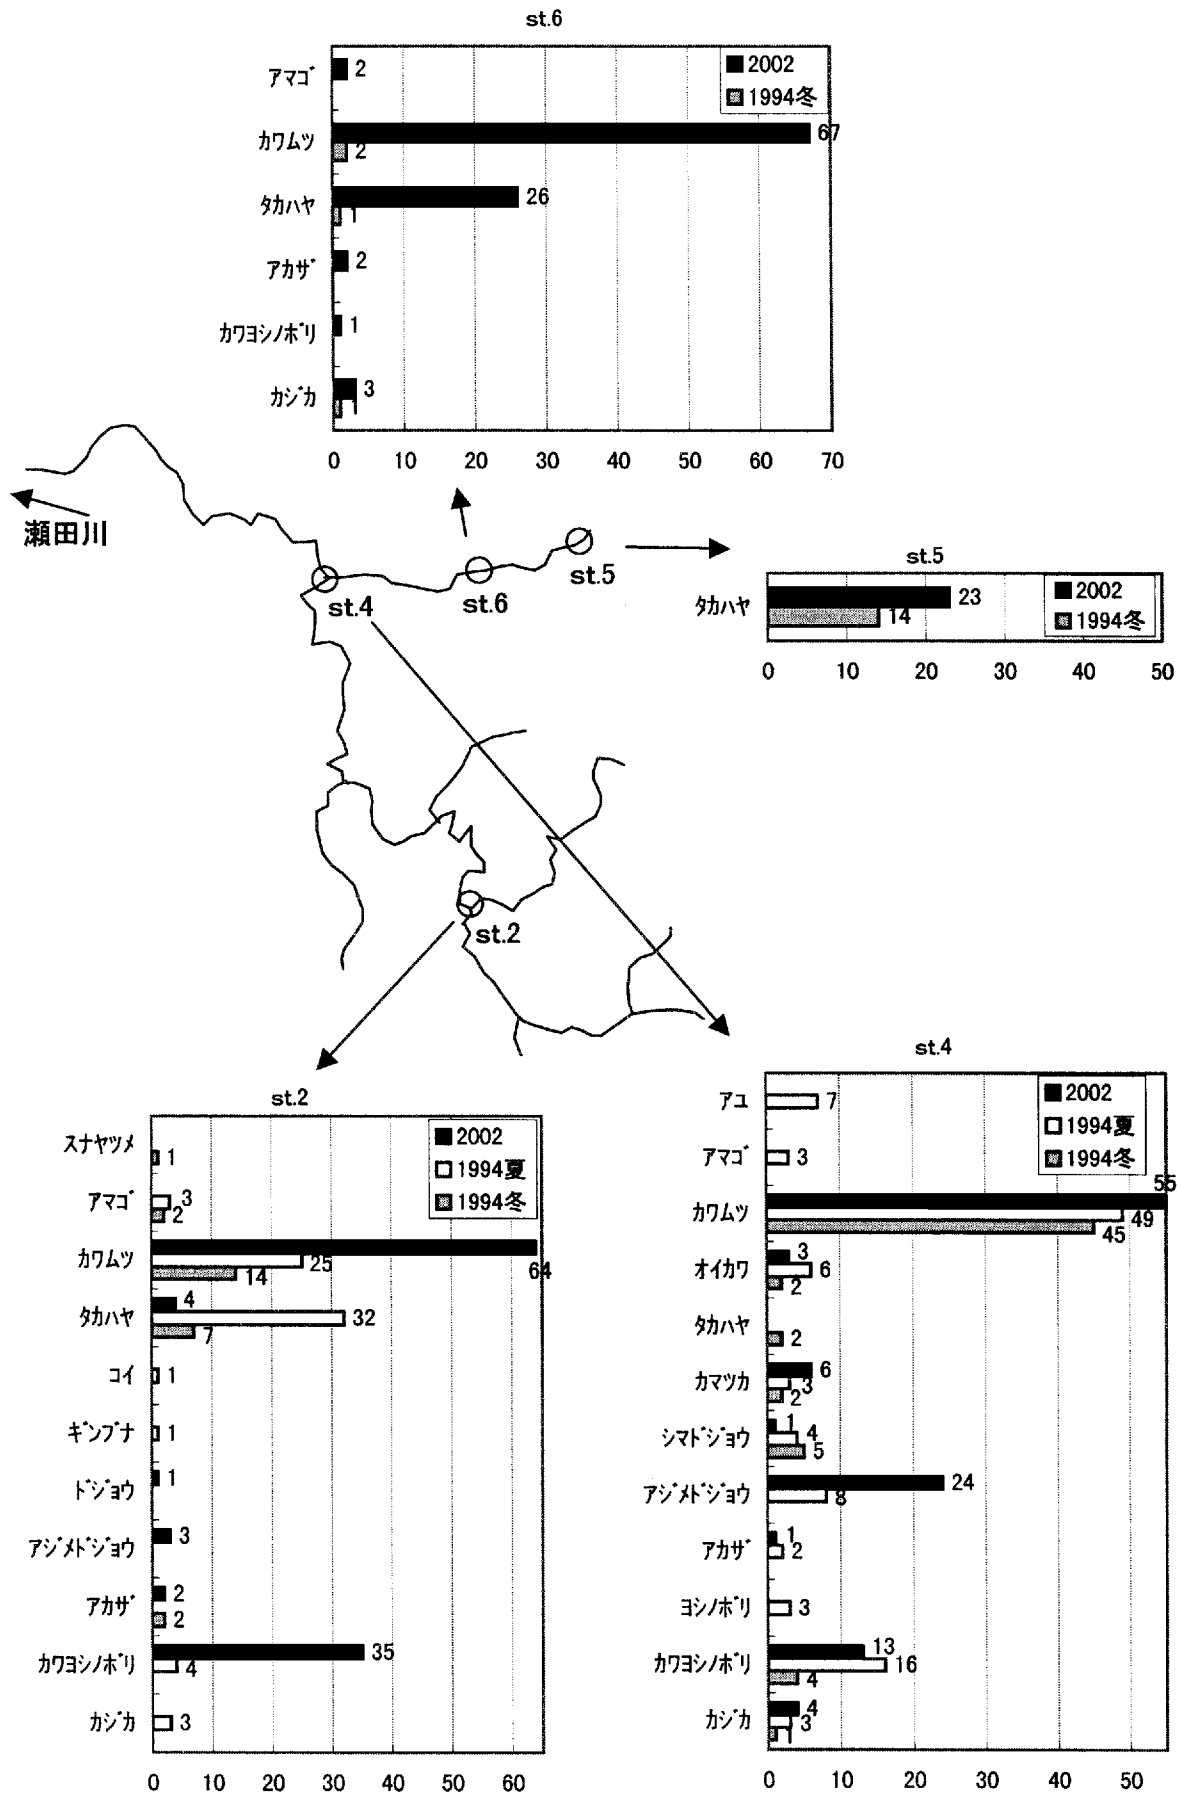 st.6
2002
1994冬
アマゴ 2
カワムツ 67
2
タカハヤ 26
1
アカザ 2
カワヨシノボリ 1
カジカ 3
1
0 10 20 30 40 50 60 70
瀬田川
st.4
st.6
st.5
st.2
st.5
2002
1994冬
タカハヤ 23
14
0 10 20 30 40 50
st.2
2002
1994夏
1994冬
スナヤツメ 1
アマゴ 3
2
カワムツ 64
25
14
タカハヤ 4
32
7
コイ 1
ギンブナ 1
ドジョウ 1
アジメドジョウ 3
アカザ 2
2
カワヨシノボリ 35
4
カジカ 3
0 10 20 30 40 50 60
st.4
2002
1994夏
1994冬
アユ 7
アマゴ 3
カワムツ 55
49
45
オイカワ 3
6
2
タカハヤ 2
カマツカ 6
3
2
シマドジョウ 1
4
5
アジメドジョウ 24
8
アカザ 1
2
ヨシノボリ 3
カワヨシノボリ 13
16
4
カジカ 4
3
1
0 10 20 30 40 50